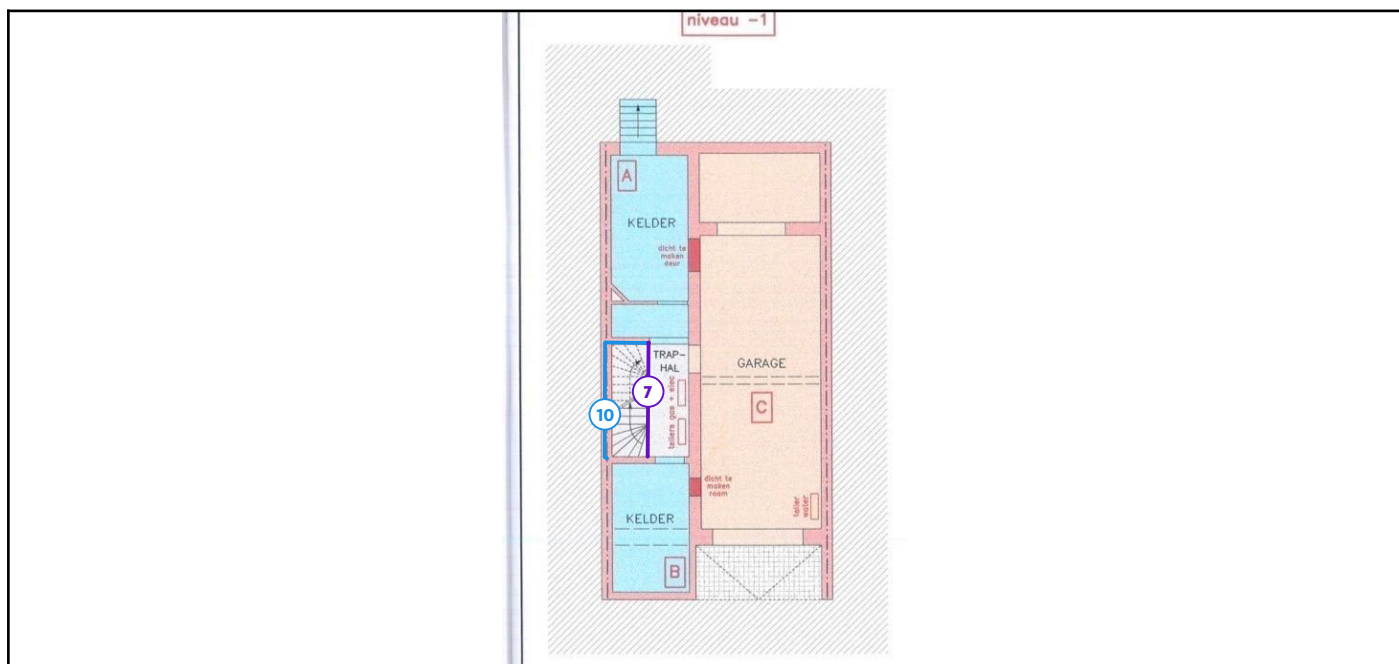 niveau -1
A
KELDER
dicht te
maken
deur
TRAP-
HAL
GARAGE
7
tellers gas + elec
C
10
dicht te
maken
raam
teller
water
KELDER
B